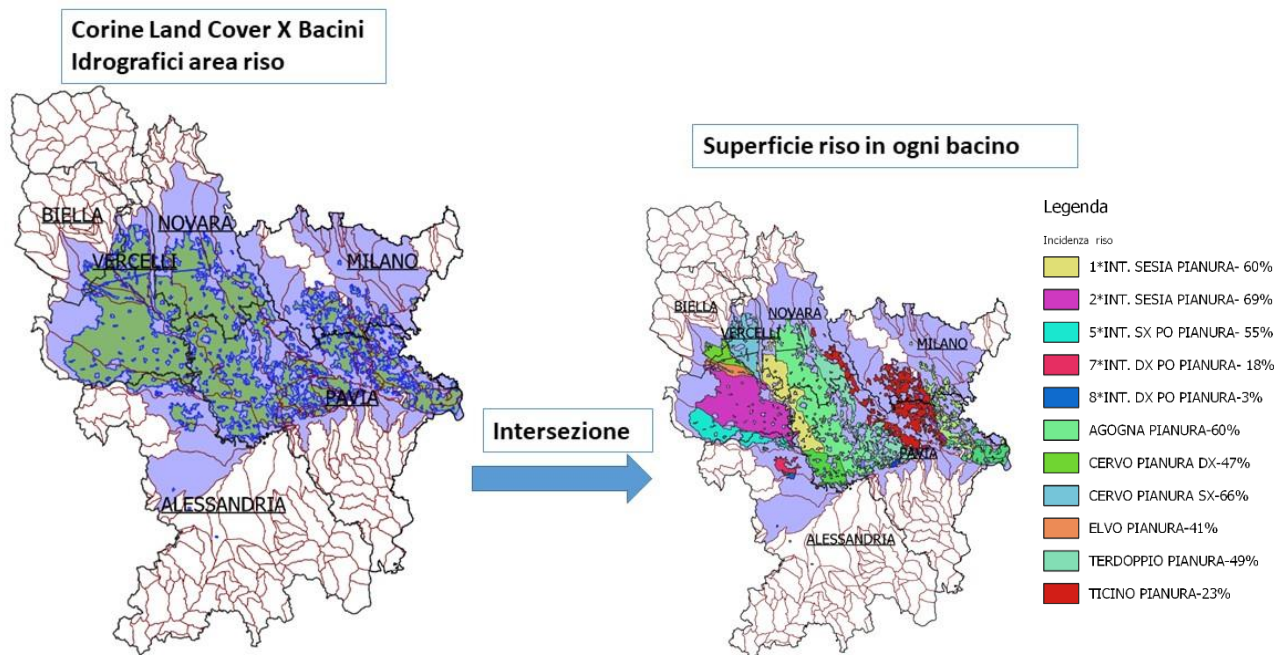 Corine Land Cover X Bacini
Idrografici area riso
BIELLA
NOVARA
VERCELLI
MILANO
PAVIA
ALESSANDRIA
Intersezione
Superficie riso in ogni bacino
BIELLA
NOVARA
VERCELLI
MILANO
PAVIA
ALESSANDRIA
Legenda
Incidenza riso
1*INT. SESIA PIANURA- 60%
2*INT. SESIA PIANURA- 69%
5*INT. SX PO PIANURA- 55%
7*INT. DX PO PIANURA- 18%
8*INT. DX PO PIANURA-3%
AGOGNA PIANURA-60%
CERVO PIANURA DX-47%
CERVO PIANURA SX-66%
ELVO PIANURA-41%
TERDOPPIO PIANURA-49%
TICINO PIANURA-23%